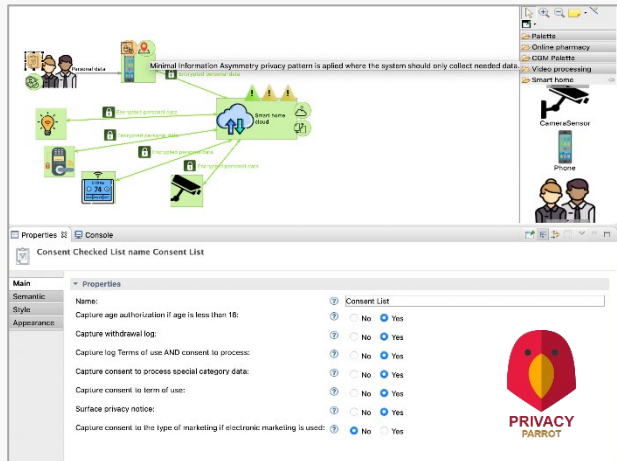 Palette
Online pharmacy
CGM Palette
Video processing
Smart home
CameraSensor
Phone
Personal data
Minimal Information Asymmetry privacy pattern is aplied where the system should only collect needed data.
Encrypted personal data
Encrypted personal data
Encrypted personal data
Smart home
cloud
Encrypted personal data
Encrypted personal data
74
Properties
Console
Consent Checked List name Consent List
Main
Semantic
Style
Appearance
Properties
Name: Consent List
Capture age authorization if age is less than 16: No Yes
Capture withdrawal log: No Yes
Capture log Terms of use AND consent to process: No Yes
Capture consent to process special category data: No Yes
Capture consent to term of use: No Yes
Surface privacy notice: No Yes
Capture consent to the type of marketing if electronic marketing is used: No Yes
PRIVACY
PARROT